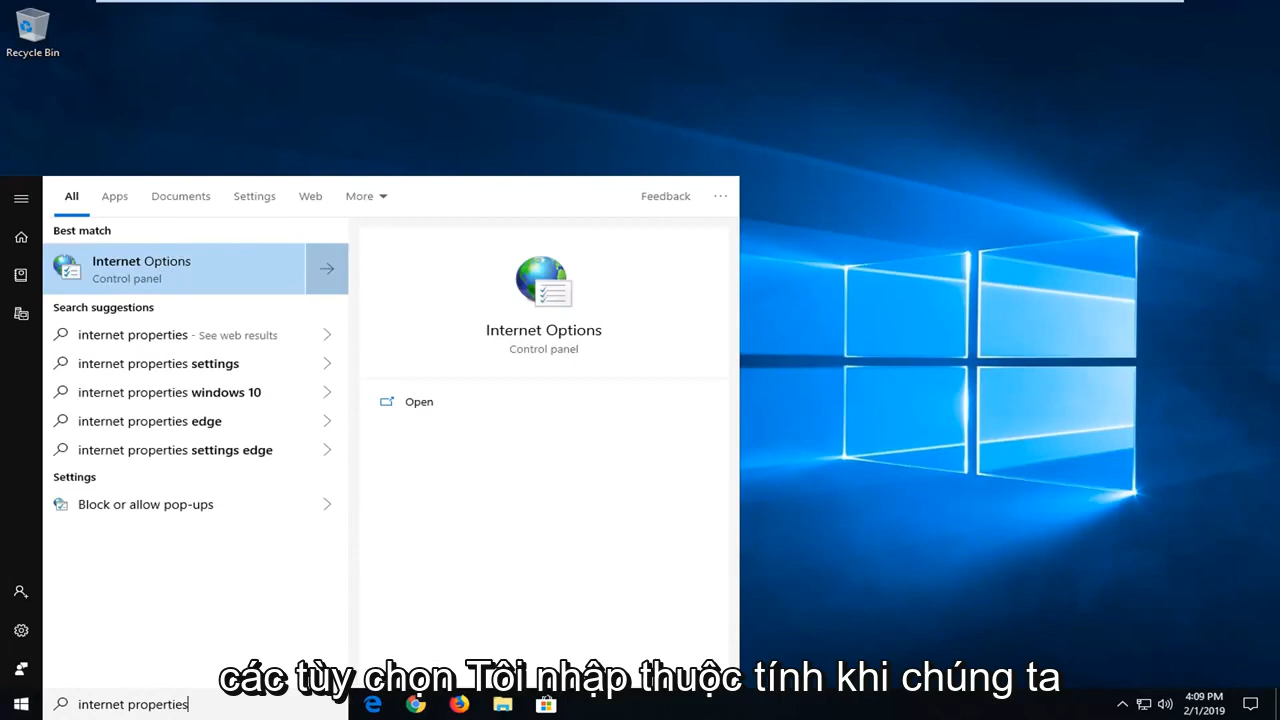 Recycle Bin
All Apps Documents Settings Web More Feedback ...
Best match
Internet Options
Control panel
Search suggestions
internet properties - See web results
internet properties settings
internet properties windows 10
internet properties edge
internet properties settings edge
Settings
Block or allow pop-ups
Internet Options
Control panel
Open
các tùy chọn Tôi nhập thuộc tính khi chúng ta
internet properties
4:09 PM
2/1/2019